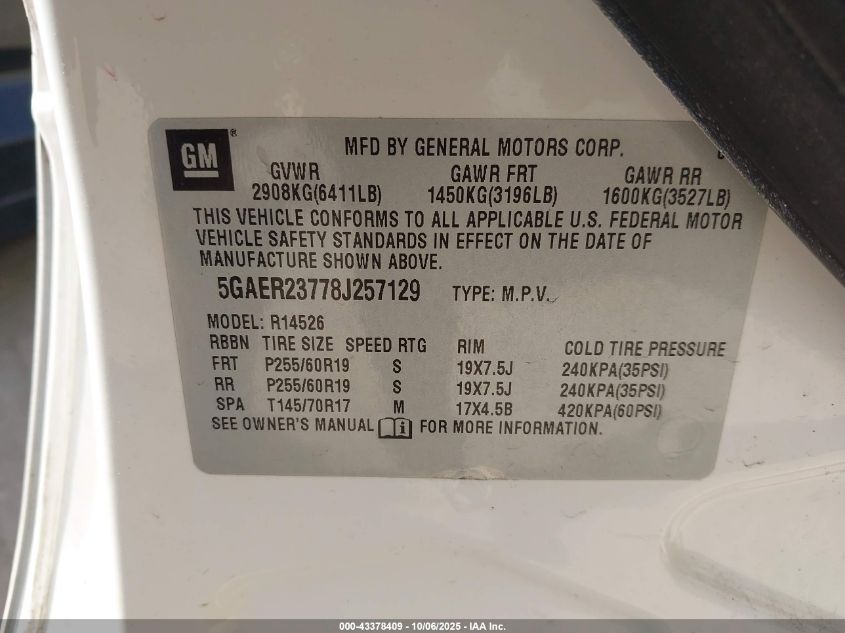 GM ®
MFD BY GENERAL MOTORS CORP.
GVWR GAWR FRT GAWR RR
2908KG(6411LB) 1450KG(3196LB) 1600KG(3527LB)
THIS VEHICLE CONFORMS TO ALL APPLICABLE U.S. FEDERAL MOTOR
VEHICLE SAFETY STANDARDS IN EFFECT ON THE DATE OF
MANUFACTURE SHOWN ABOVE.
5GAER23778J257129 TYPE: M.P.V.
MODEL: R14526
RBBN TIRE SIZE SPEED RTG RIM COLD TIRE PRESSURE
FRT P255/60R19 S 19X7.5J 240KPA(35PSI)
RR P255/60R19 S 19X7.5J 240KPA(35PSI)
SPA T145/70R17 M 17X4.5B 420KPA(60PSI)
SEE OWNER'S MANUAL i FOR MORE INFORMATION.
000-43378409 - 10/06/2025 - IAA Inc.